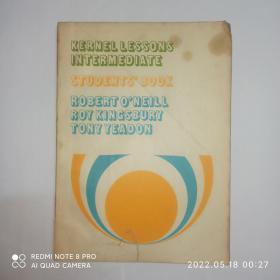 KERNEL LESSONS
INTERMEDIATE
STUDENTS' BOOK
ROBERT O'NEILL
ROY KINGSBURY
TONY YEADON
REDMI NOTE 8 PRO
AI QUAD CAMERA
2022.05.18 00:27